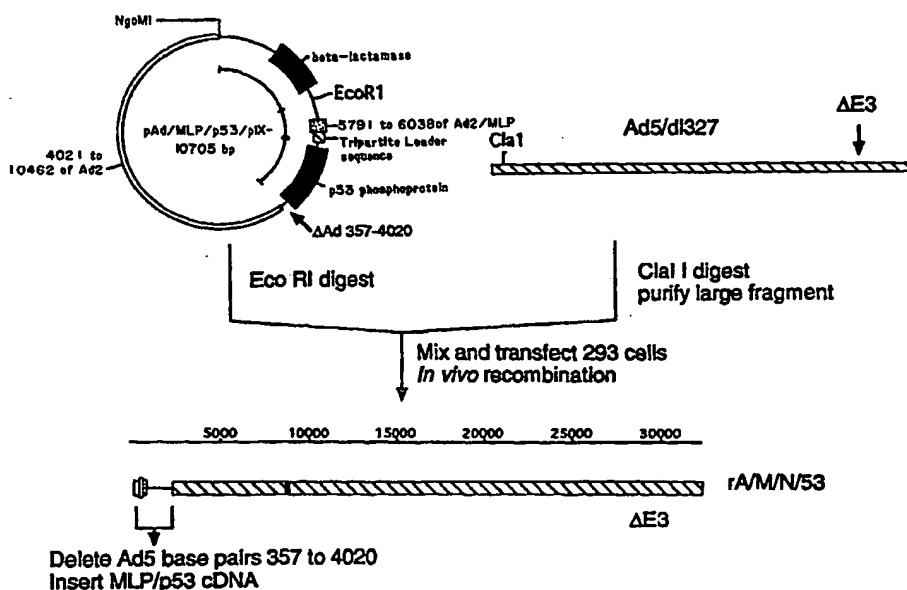 NgoMI
beta-lactamase
EcoR1
5791 to 6038of Ad2/MLP
Tripartite Leader
sequence
p53 phosphoprotein
ΔAd 357-4020
pAd/MLP/p53/pIX-
10705 bp
4021 to
10462 of Ad2
Ad5/dl327
ΔE3
Cla1
Eco RI digest
ClaI I digest
purify large fragment
Mix and transfect 293 cells
In vivo recombination
5000 10000 15000 20000 25000 30000
rA/M/N/53
ΔE3
Delete Ad5 base pairs 357 to 4020
Insert MLP/p53 cDNA